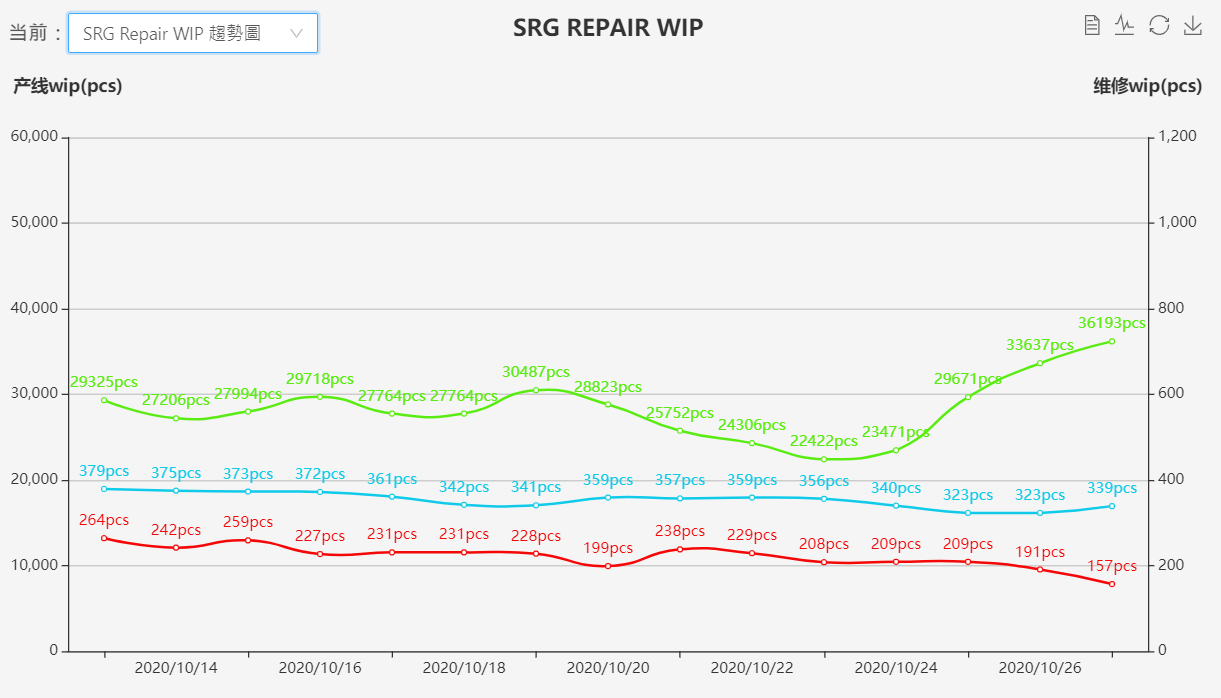 当前：
SRG Repair WIP 趨勢圖
SRG REPAIR WIP
产线wip(pcs)
维修wip(pcs)
60,000
50,000
40,000
30,000
20,000
10,000
0
1,200
1,000
800
600
400
200
0
29325pcs
27206pcs
27994pcs
29718pcs
27764pcs
27764pcs
30487pcs
28823pcs
25752pcs
24306pcs
22422pcs
23471pcs
29671pcs
33637pcs
36193pcs
379pcs
375pcs
373pcs
372pcs
361pcs
342pcs
341pcs
359pcs
357pcs
359pcs
356pcs
340pcs
323pcs
323pcs
339pcs
264pcs
242pcs
259pcs
227pcs
231pcs
231pcs
228pcs
199pcs
238pcs
229pcs
208pcs
209pcs
209pcs
191pcs
157pcs
2020/10/14
2020/10/16
2020/10/18
2020/10/20
2020/10/22
2020/10/24
2020/10/26